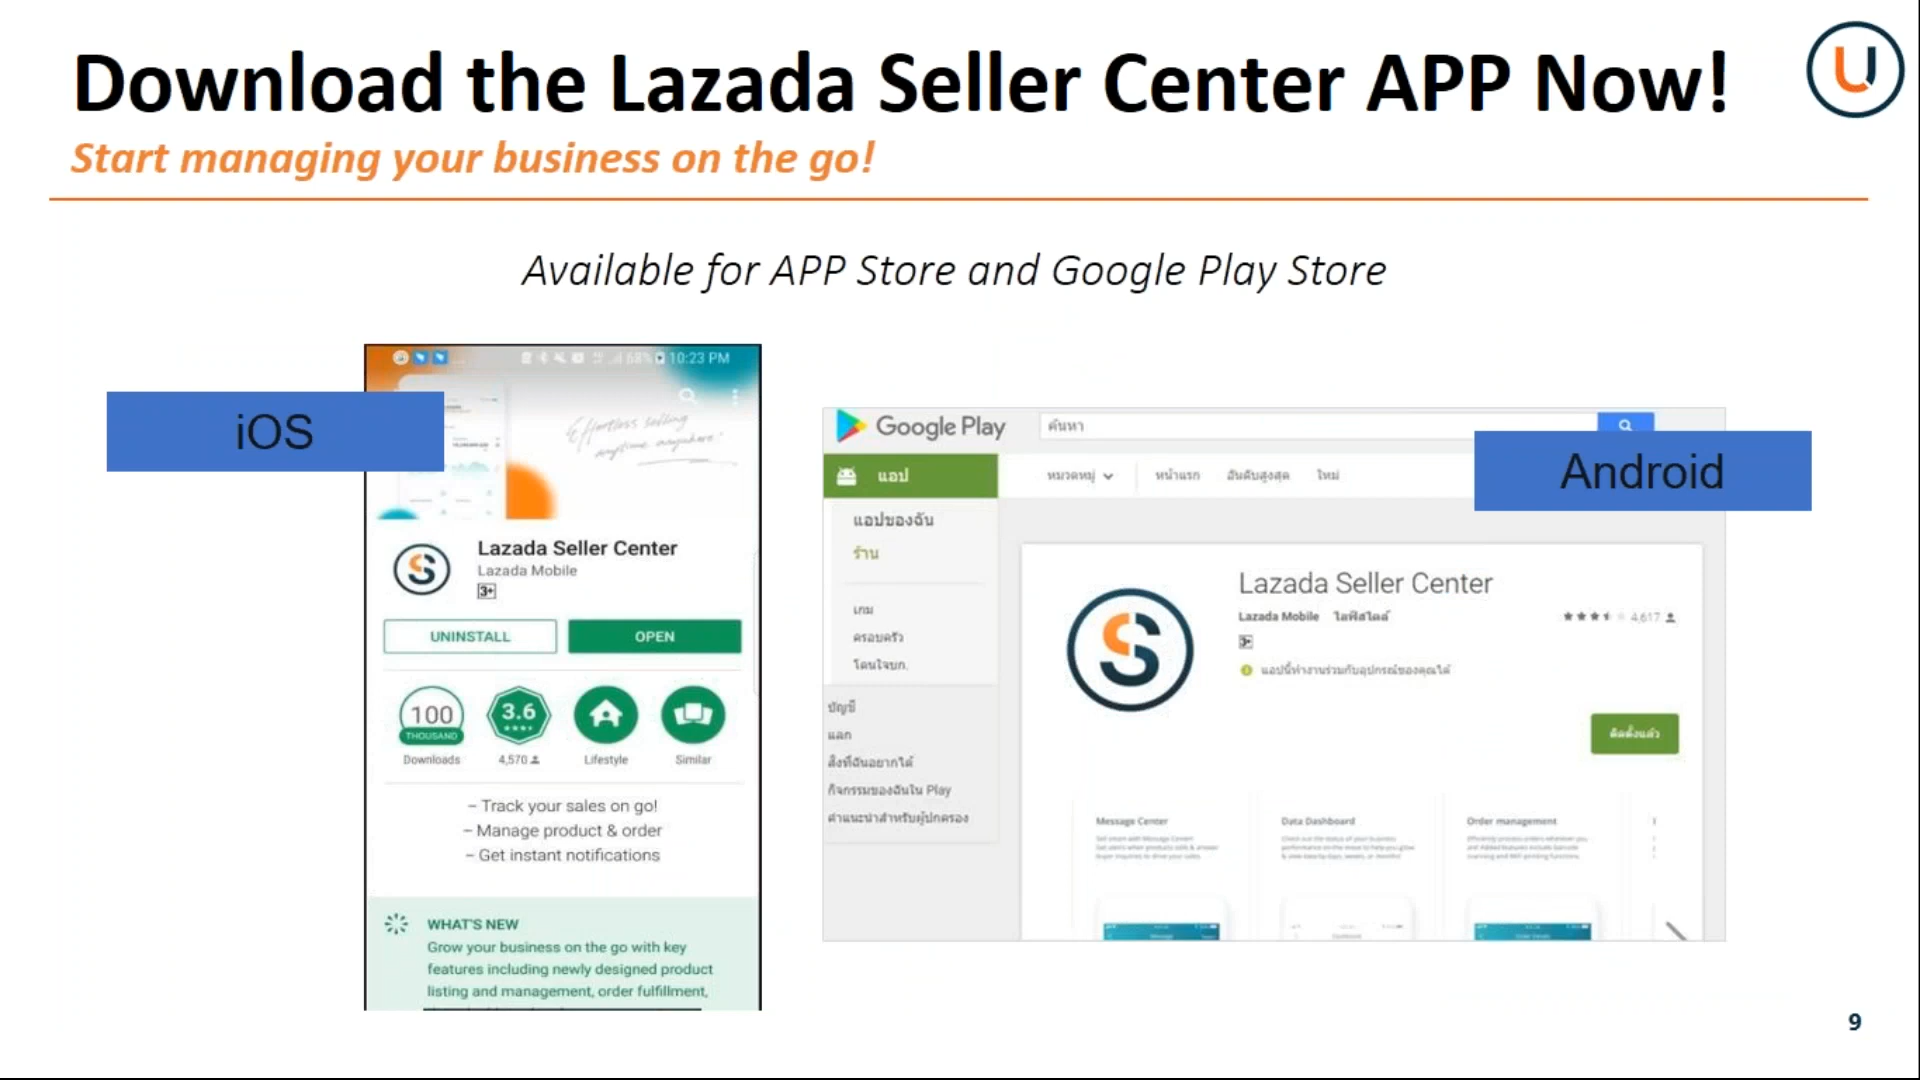 Download the Lazada Seller Center APP Now!
Start managing your business on the go!
Available for APP Store and Google Play Store
iOS
68% 10:23 PM
Effortless selling
anytime anywhere!
Lazada Seller Center
Lazada Mobile
3+
UNINSTALL OPEN
100 THOUSAND
3.6
Downloads 4,570 Lifestyle Similar
– Track your sales on go!
– Manage product & order
– Get instant notifications
WHAT'S NEW
Grow your business on the go with key
features including newly designed product
listing and management, order fulfillment,
Google Play ค้นหา
Android
แอป หมวดหมู่ หน้าแรก อันดับสูงสุด ใหม่
แอปของฉัน
ร้าน
เกม
ครอบครัว
โดนใจบก.
บัญชี
แลก
สิ่งที่ฉันอยากได้
กิจกรรมของฉันใน Play
คำแนะนำสำหรับผู้ปกครอง
Lazada Seller Center
Lazada Mobile ไลฟ์สไตล์ 4,617
3+
แอปนี้ทำงานร่วมกับอุปกรณ์ของคุณได้
ติดตั้งแล้ว
Message Center Data Dashboard Order management
9